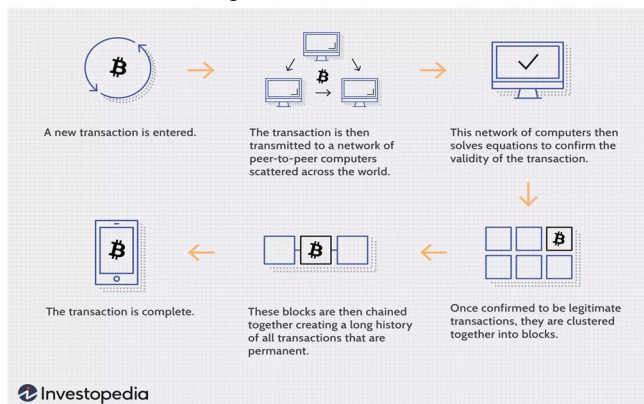 A new transaction is entered.
The transaction is then
transmitted to a network of
peer-to-peer computers
scattered across the world.
This network of computers then
solves equations to confirm the
validity of the transaction.
The transaction is complete.
These blocks are then chained
together creating a long history
of all transactions that are
permanent.
Once confirmed to be legitimate
transactions, they are clustered
together into blocks.
Investopedia